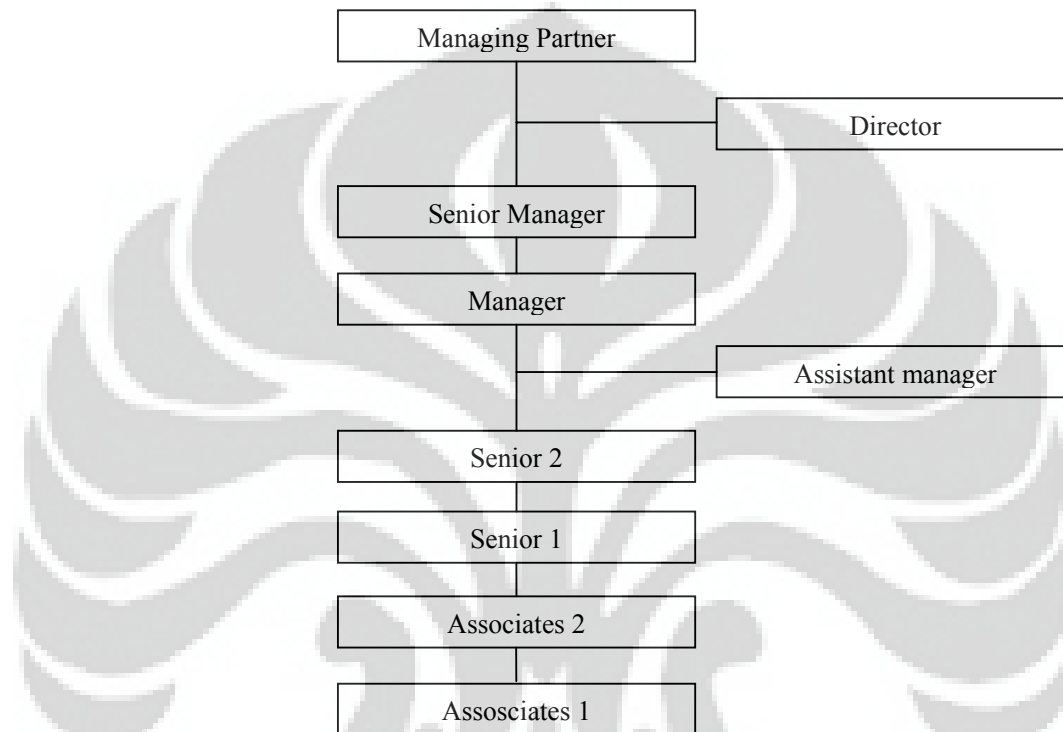 Managing Partner
Director
Senior Manager
Manager
Assistant manager
Senior 2
Senior 1
Associates 2
Assosciates 1